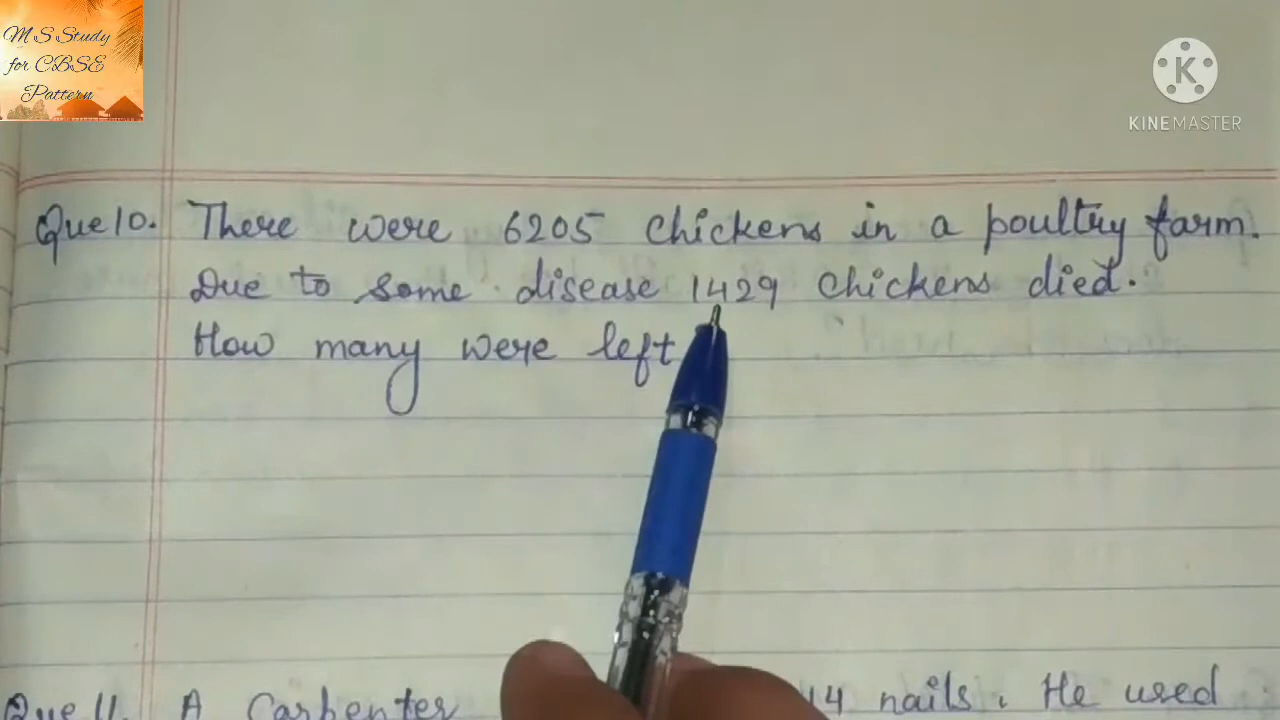 M S Study
for CBSE
Pattern
K
KINEMASTER
Que 10. There were 6205 chickens in a poultry farm.
Due to some disease 1429 chickens died.
How many were left
Que 11. A Carpenter 14 nails. He used